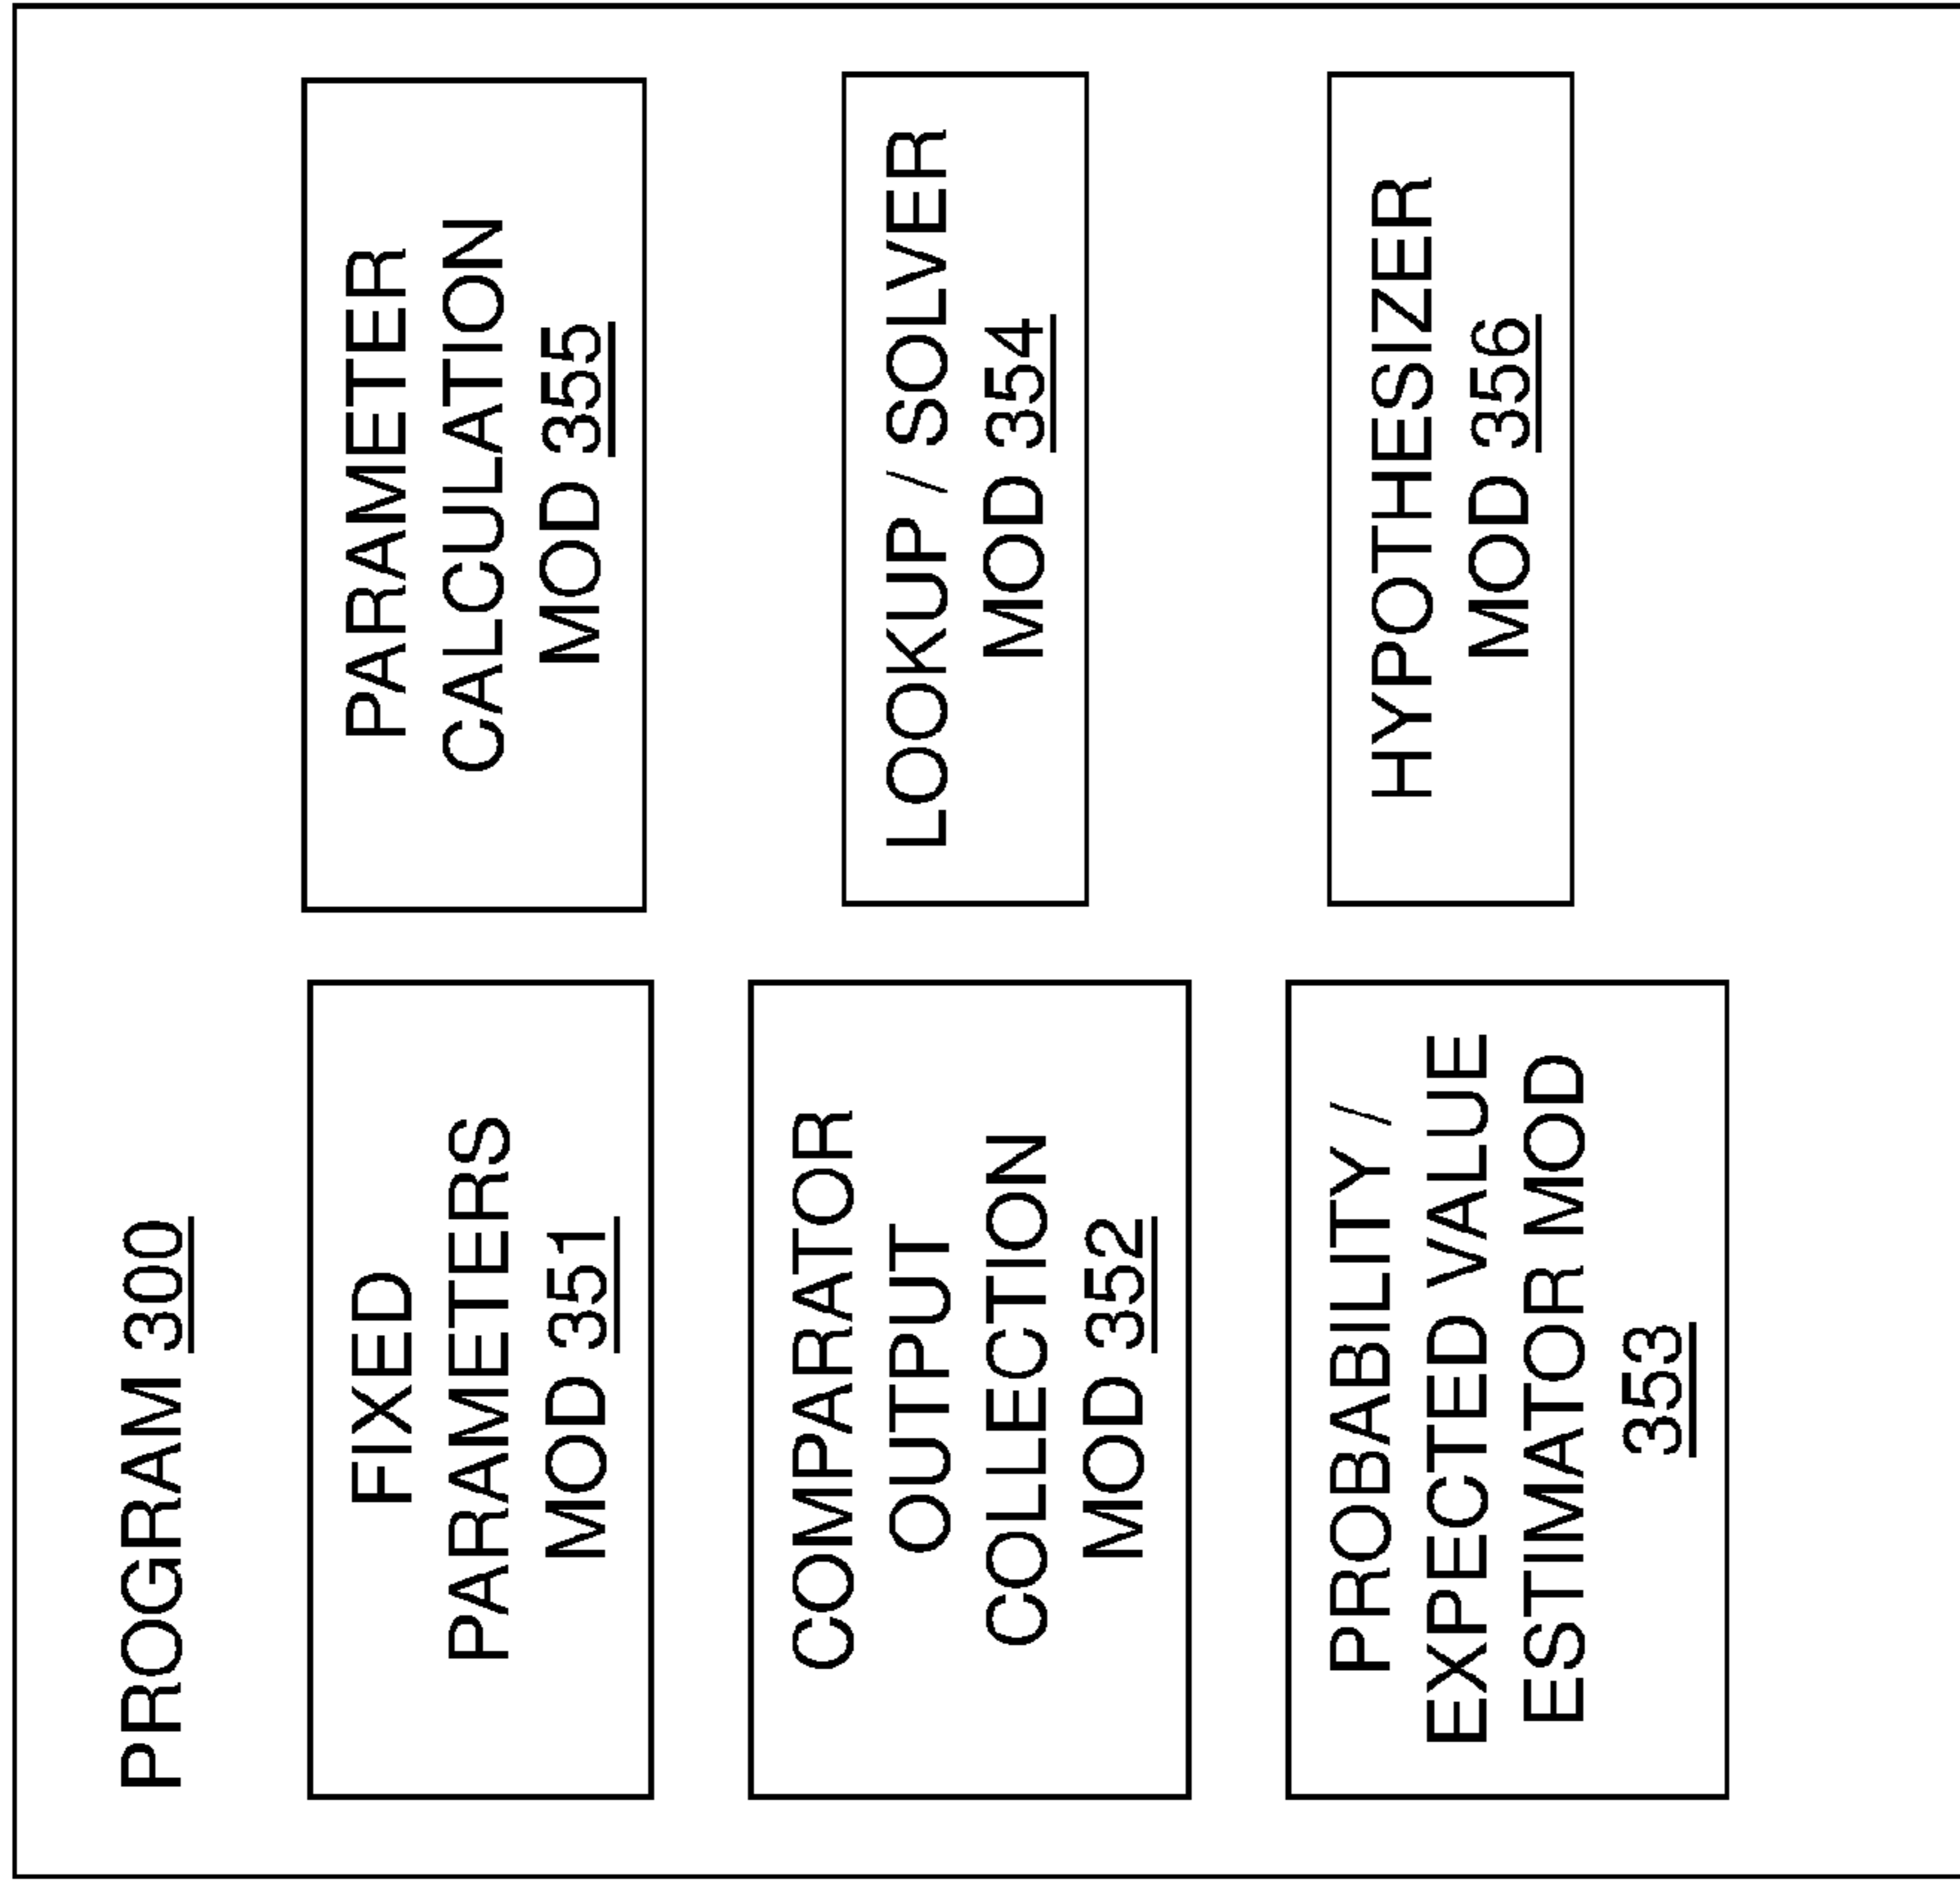 PROGRAM 300
FIXED
PARAMETERS
MOD 351
PARAMETER
CALCULATION
MOD 355
COMPARATOR
OUTPUT
COLLECTION
MOD 352
LOOKUP / SOLVER
MOD 354
PROBABILITY /
EXPECTED VALUE
ESTIMATOR MOD
353
HYPOTHESIZER
MOD 356